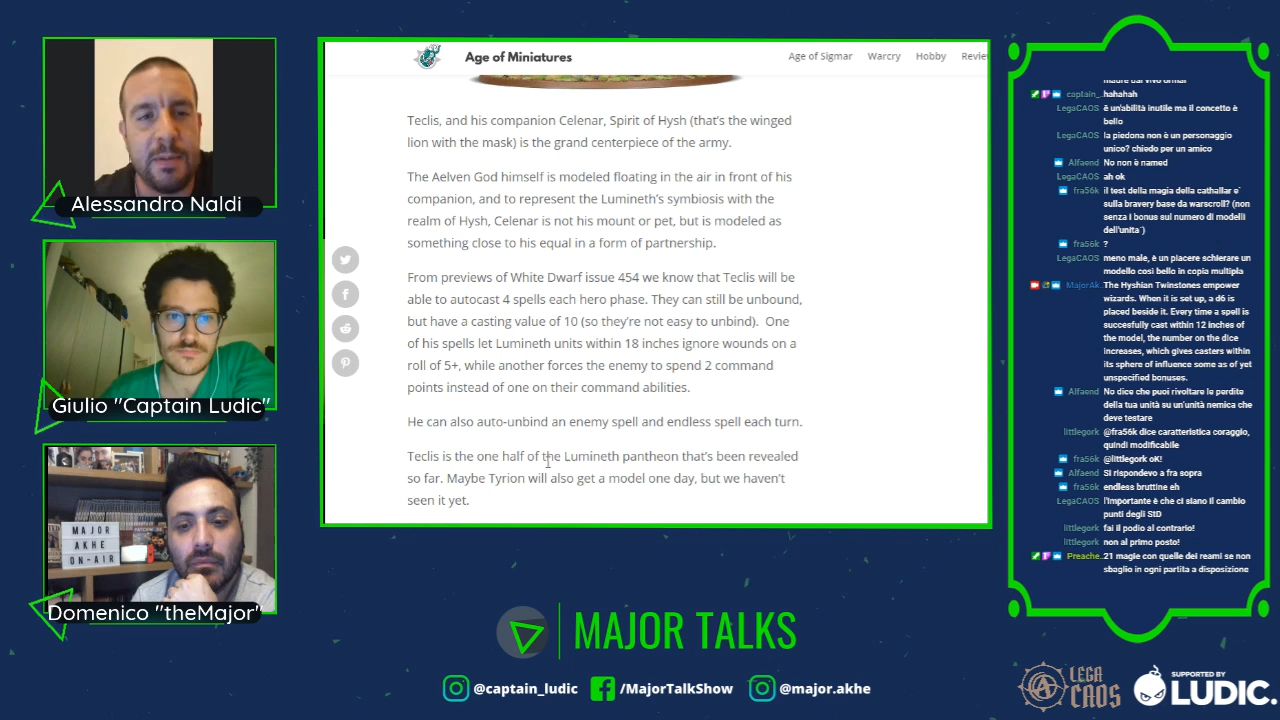 Alessandro Naldi
Giulio "Captain Ludic"
MAJOR
AKHE
ON-AIR
Domenico "theMajor"
Age of Miniatures
Age of Sigmar
Warcry
Hobby
Revie
Teclis, and his companion Celenar, Spirit of Hysh (that's the winged
lion with the mask) is the grand centerpiece of the army.
The Aelven God himself is modeled floating in the air in front of his
companion, and to represent the Lumineth's symbiosis with the
realm of Hysh, Celenar is not his mount or pet, but is modeled as
something close to his equal in a form of partnership.
From previews of White Dwarf issue 454 we know that Teclis will be
able to autocast 4 spells each hero phase. They can still be unbound,
but have a casting value of 10 (so they're not easy to unbind). One
of his spells let Lumineth units within 18 inches ignore wounds on a
roll of 5+, while another forces the enemy to spend 2 command
points instead of one on their command abilities.
He can also auto-unbind an enemy spell and endless spell each turn.
Teclis is the one half of the Lumineth pantheon that's been revealed
so far. Maybe Tyrion will also get a model one day, but we haven't
seen it yet.
captain_.. hahahah
LegaCAOS è un'abilità inutile ma il concetto è
bello
LegaCAOS la piedona non è un personaggio
unico? chiedo per un amico
Alfaend No non è named
LegaCAOS ah ok
fra56k il test della magia della cathallar e`
sulla bravery base da warscroll? (non
senza i bonus sul numero di modelli
dell'unita`)
fra56k ?
LegaCAOS meno male, è un piacere schierare un
modello cosi bello in copia multipla
MajorAk.. The Hyshian Twinstones empower
wizards. When it is set up, a d6 is
placed beside it. Every time a spell is
succesfully cast within 12 inches of
the model, the number on the dice
increases, which gives casters within
its sphere of influence some as of yet
unspecified bonuses.
Alfaend No dice che puoi rivoltare le perdite
della tua unità su un'unità nemica che
deve testare
littlegork @fra56k dice caratteristica coraggio,
quindi modificabile
fra56k @littlegork oK!
Alfaend Si rispondevo a fra sopra
fra56k endless bruttine eh
LegaCAOS l'importante è che ci siano il cambio
punti degli StD
littlegork fai il podio al contrario!
littlegork non al primo posto!
Preache.. 21 magie con quelle dei reami se non
sbaglio in ogni partita a disposizione
MAJOR TALKS
@captain_ludic
/MajorTalkShow
@major.akhe
LEGA
CAOS
SUPPORTED BY
LUDIC.